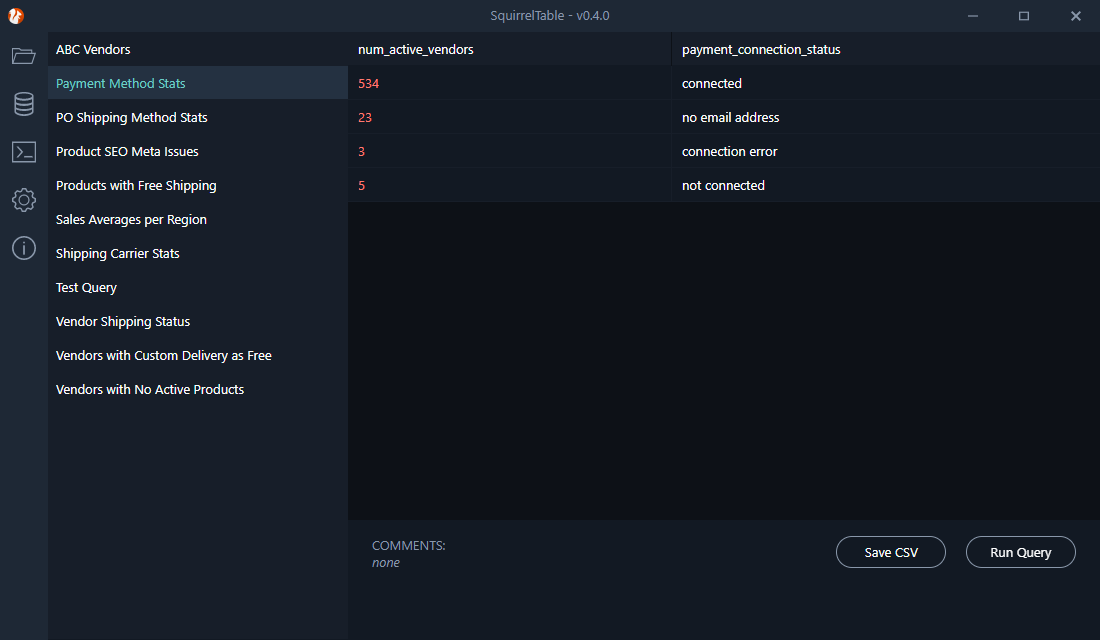 SquirrelTable - v0.4.0
ABC Vendors
Payment Method Stats
PO Shipping Method Stats
Product SEO Meta Issues
Products with Free Shipping
Sales Averages per Region
Shipping Carrier Stats
Test Query
Vendor Shipping Status
Vendors with Custom Delivery as Free
Vendors with No Active Products
num_active_vendors payment_connection_status
534 connected
23 no email address
3 connection error
5 not connected
COMMENTS:
none
Save CSV
Run Query